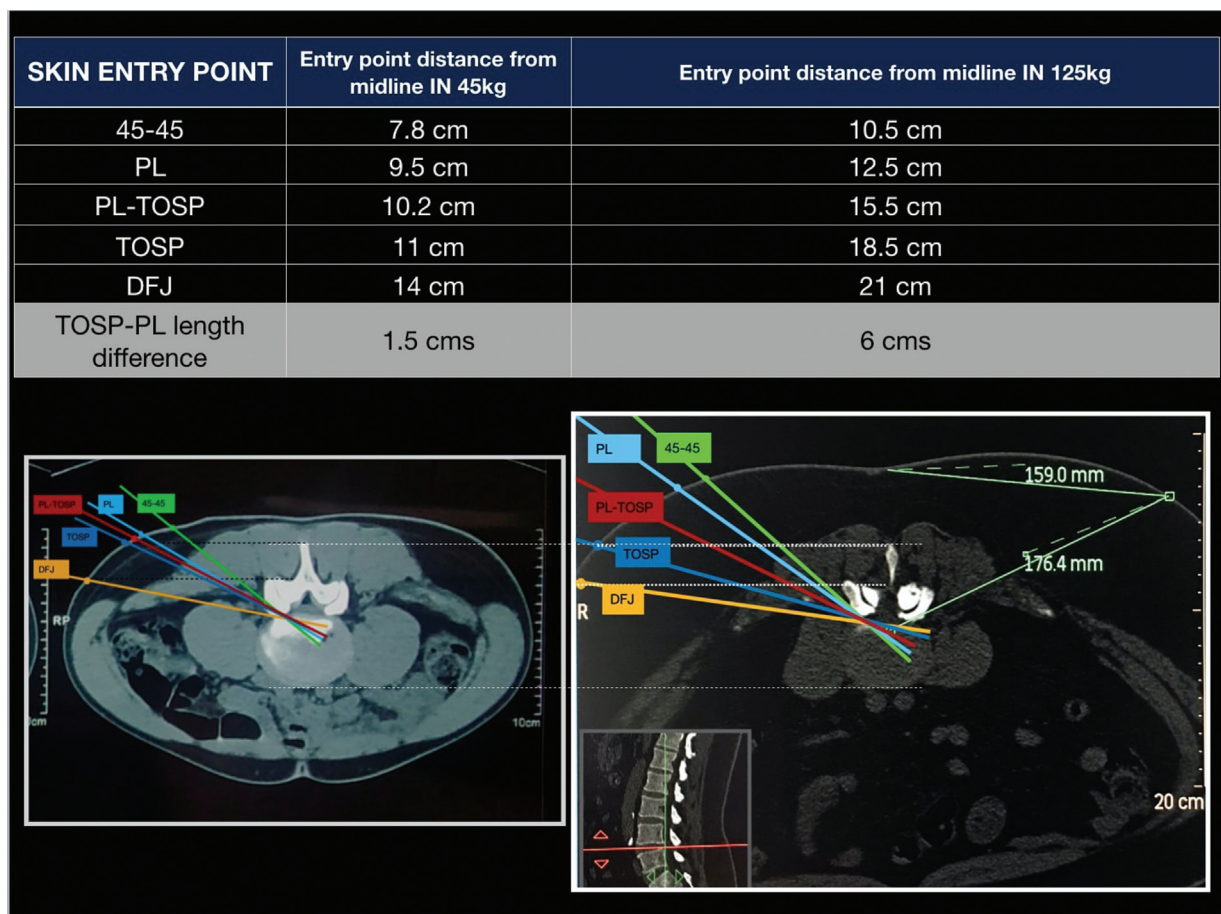 SKIN ENTRY POINT
Entry point distance from
midline IN 45kg
Entry point distance from midline IN 125kg
45-45
7.8 cm
10.5 cm
PL
9.5 cm
12.5 cm
PL-TOSP
10.2 cm
15.5 cm
TOSP
11 cm
18.5 cm
DFJ
14 cm
21 cm
TOSP-PL length
difference
1.5 cms
6 cms
PL-TOSP
PL
45-45
TOSP
DFJ
RP
10cm
PL
45-45
159.0 mm
PL-TOSP
TOSP
176.4 mm
DFJ
R
20 cm